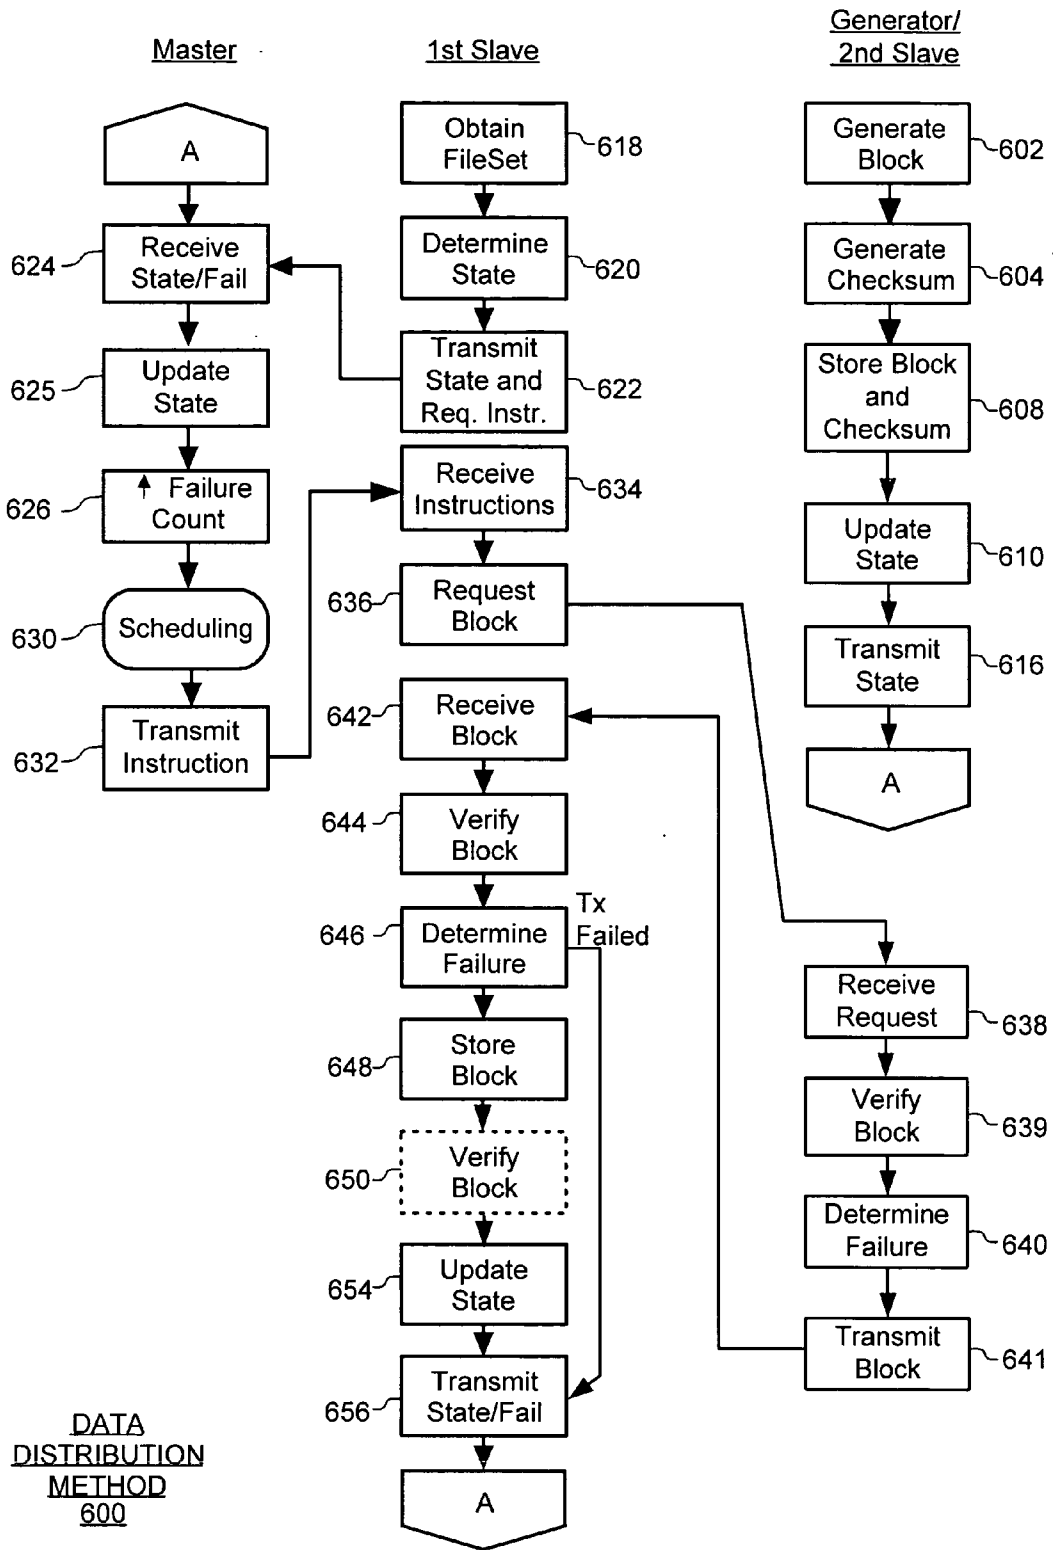 Master
A
624
Receive
State/Fail
625
Update
State
626
↑ Failure
Count
630
Scheduling
632
Transmit
Instruction
1st Slave
Obtain
FileSet
618
Determine
State
620
Transmit
State and
Req. Instr.
622
Receive
Instructions
634
636
Request
Block
642
Receive
Block
644
Verify
Block
646
Determine
Failure
Tx
Failed
648
Store
Block
650
Verify
Block
654
Update
State
656
Transmit
State/Fail
A
Generator/
2nd Slave
Generate
Block
602
Generate
Checksum
604
Store Block
and
Checksum
608
Update
State
610
Transmit
State
616
A
Receive
Request
638
Verify
Block
639
Determine
Failure
640
Transmit
Block
641
DATA
DISTRIBUTION
METHOD
600